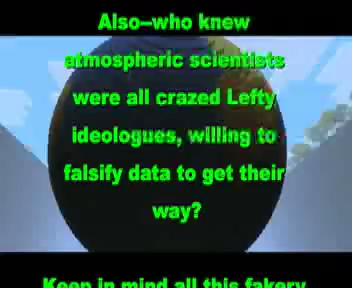 Also–who knew
atmospheric scientists
were all crazed Lefty
ideologues, willing to
falsify data to get their
way?
Keep in mind all this fakery